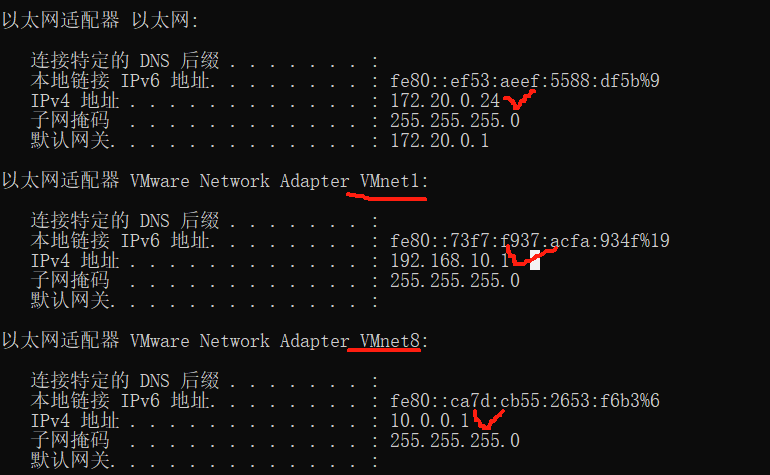 以太网适配器 以太网:
连接特定的 DNS 后缀 . . . . . . . :
本地链接 IPv6 地址. . . . . . . . : fe80::ef53:aeef:5588:df5b%9
IPv4 地址 . . . . . . . . . . . . : 172.20.0.24
子网掩码 . . . . . . . . . . . . : 255.255.255.0
默认网关. . . . . . . . . . . . . : 172.20.0.1
以太网适配器 VMware Network Adapter VMnet1:
连接特定的 DNS 后缀 . . . . . . . :
本地链接 IPv6 地址. . . . . . . . : fe80::73f7:f937:acfa:934f%19
IPv4 地址 . . . . . . . . . . . . : 192.168.10.1
子网掩码 . . . . . . . . . . . . : 255.255.255.0
默认网关. . . . . . . . . . . . . :
以太网适配器 VMware Network Adapter VMnet8:
连接特定的 DNS 后缀 . . . . . . . :
本地链接 IPv6 地址. . . . . . . . : fe80::ca7d:cb55:2653:f6b3%6
IPv4 地址 . . . . . . . . . . . . : 10.0.0.1
子网掩码 . . . . . . . . . . . . : 255.255.255.0
默认网关. . . . . . . . . . . . . :